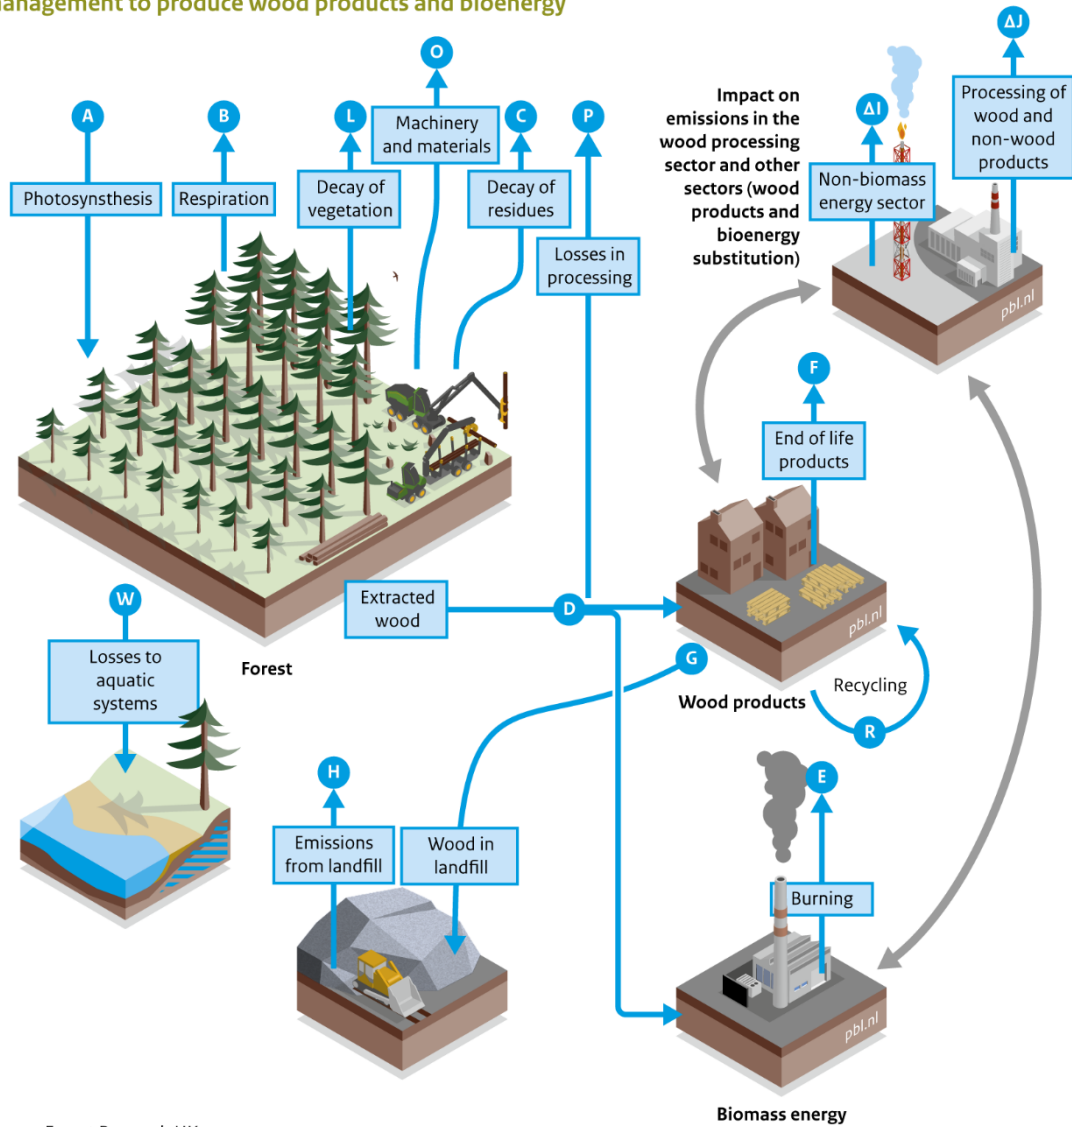 management to produce wood products and bioenergy
ΔJ
O
A
B
L
C
P
ΔI
Impact on
emissions in the
wood processing
sector and other
sectors (wood
products and
bioenergy
substitution)
Processing of
wood and
non-wood
products
Machinery
and materials
Photosynsthesis
Respiration
Decay of
vegetation
Decay of
residues
Non-biomass
energy sector
Losses in
processing
pbl.nl
F
End of life
products
W
Extracted
wood
D
pbl.nl
Forest
G
Losses to
aquatic
systems
Wood products
Recycling
R
H
E
Emissions
from landfill
Wood in
landfill
Burning
pbl.nl
Biomass energy